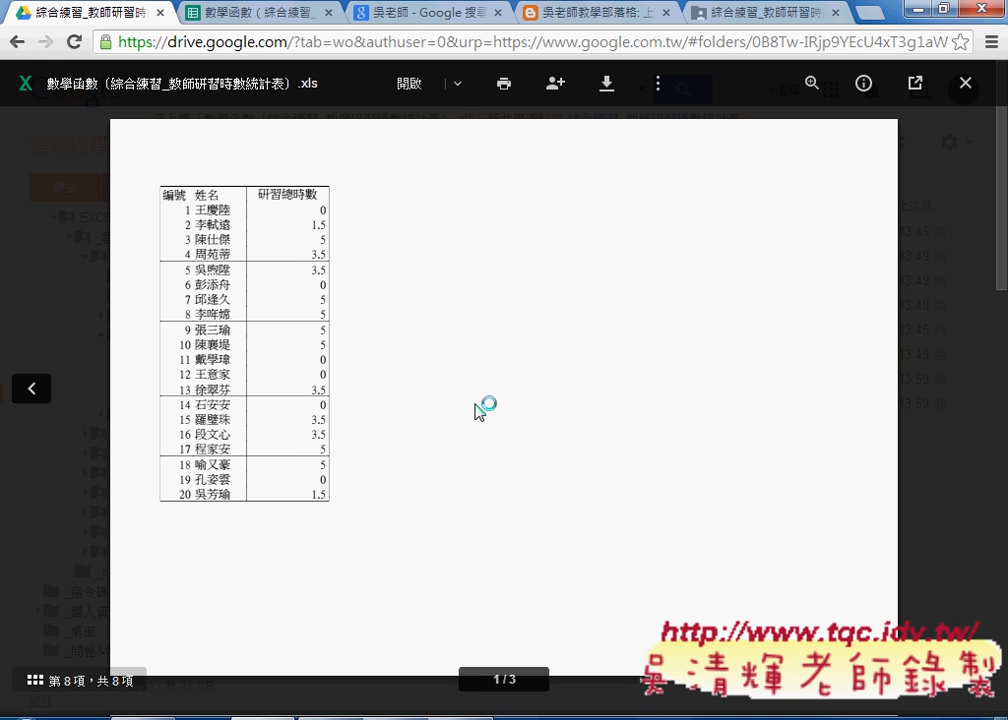 綜合練習_教師研習時
數學函數（綜合練習_
吳老師 - Google 搜尋
吳老師教學部落格: 上
綜合練習_教師研習時
https://drive.google.com/?tab=wo&authuser=0&urp=https://www.google.com.tw/#folders/0B8Tw-IRjp9YEcU4xT3g1aW
數學函數（綜合練習_教師研習時數統計表）.xls
開啟
編號 姓名 研習總時數
1 王慶陸 0
2 李軾遠 1.5
3 陳仕傑 5
4 周苑蒂 3.5
5 吳煦陞 3.5
6 彭添舟 0
7 邱逢久 5
8 李 5
9 張三瑜 5
10 陳襄堤 5
11 戴學瑋 0
12 王意家 0
13 徐翠芬 3.5
14 石安安 0
15 羅璧珠 3.5
16 段文心 3.5
17 程家安 5
18 喻又豪 5
19 孔姿雲 0
20 吳芳瑜 1.5
第 8 項，共 8 項
1 / 3
http://www.tqc.idv.tw/
吳清輝老師錄製